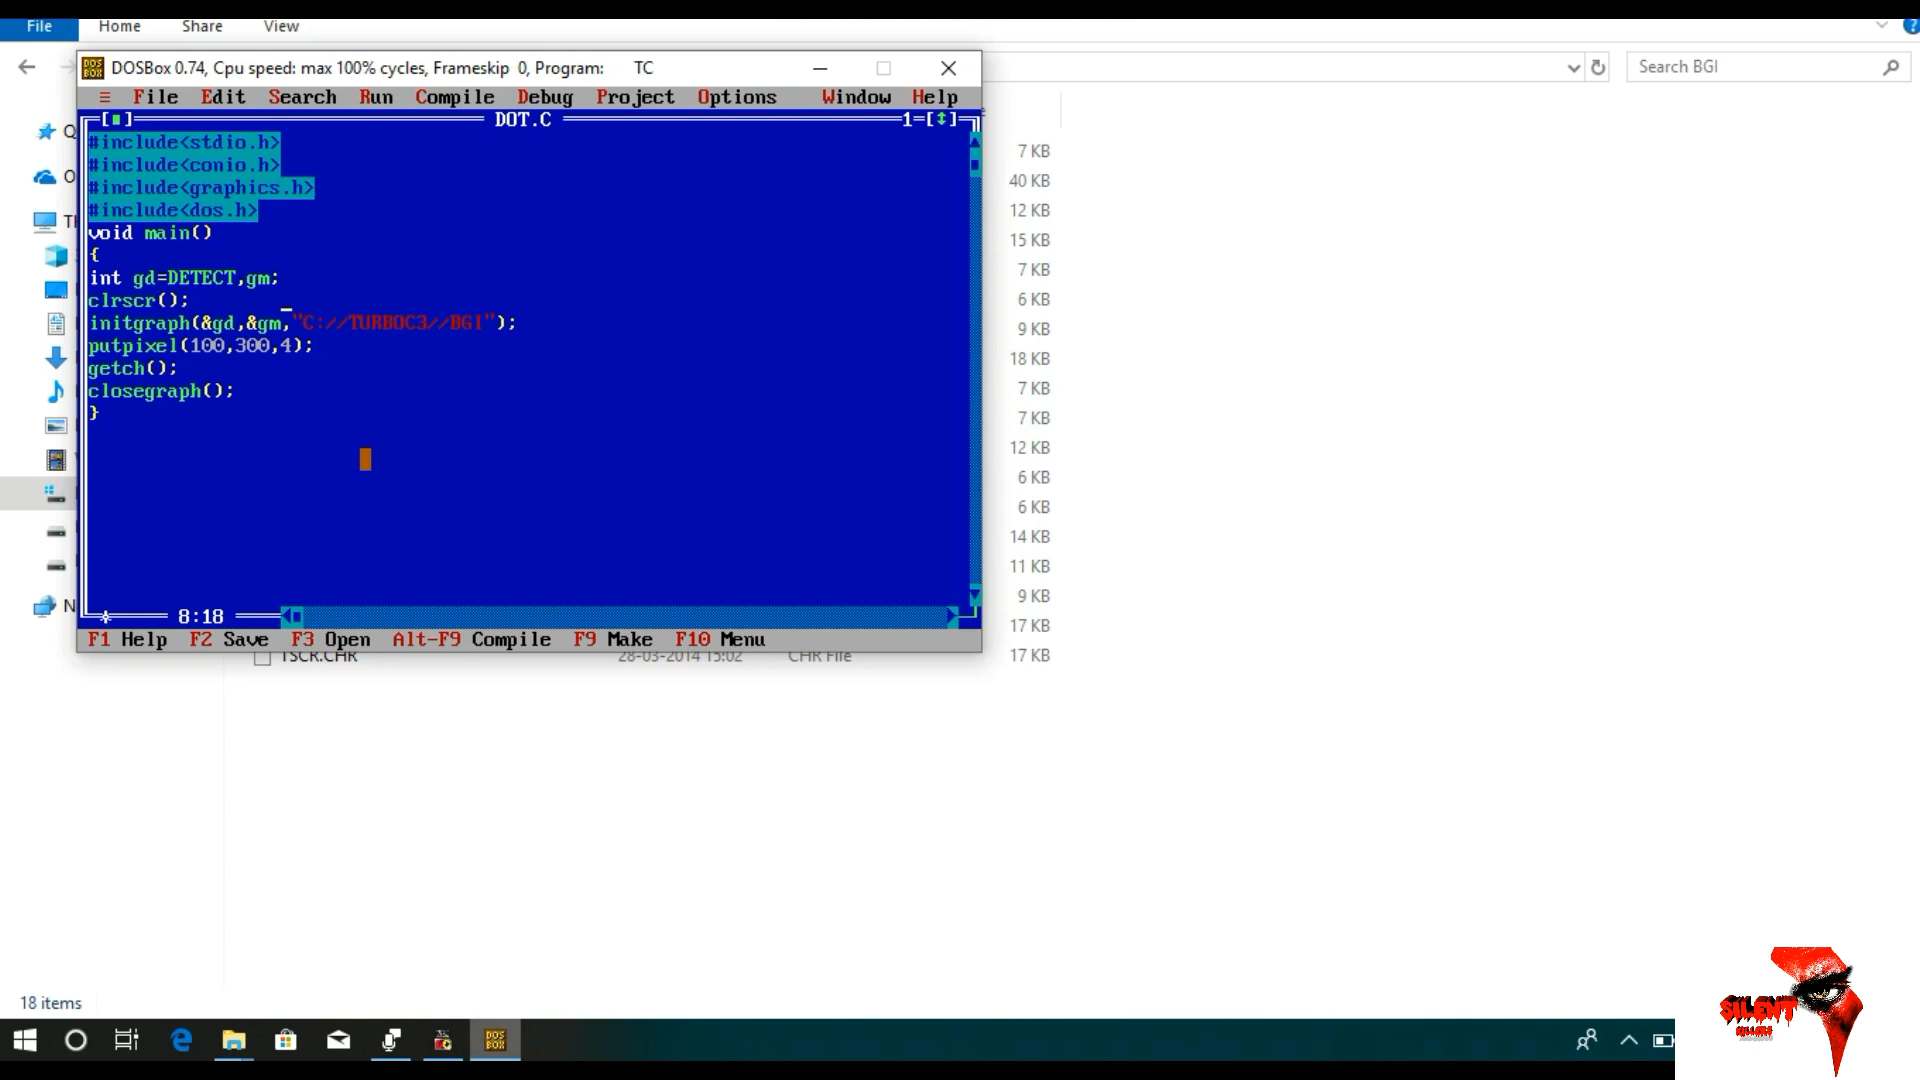 File Home Share View
DOSBox 0.74, Cpu speed: max 100% cycles, Frameskip 0, Program: TC
Search BGI
≡ File Edit Search Run Compile Debug Project Options Window Help
[■] DOT.C 1=[↕]
#include<stdio.h>
#include<conio.h>
#include<graphics.h>
#include<dos.h>
void main()
{
int gd=DETECT,gm;
clrscr();
initgraph(&gd,&gm,"C://TURBOC3//BGI");
putpixel(100,300,4);
getch();
closegraph();
}
8:18
F1 Help F2 Save F3 Open Alt-F9 Compile F9 Make F10 Menu
7 KB
40 KB
12 KB
15 KB
7 KB
6 KB
9 KB
18 KB
7 KB
7 KB
12 KB
6 KB
6 KB
14 KB
11 KB
9 KB
17 KB
TSCR.CHR 28-03-2014 15:02 CHR File 17 KB
18 items
DOS BOX
SILENT
KILLERS